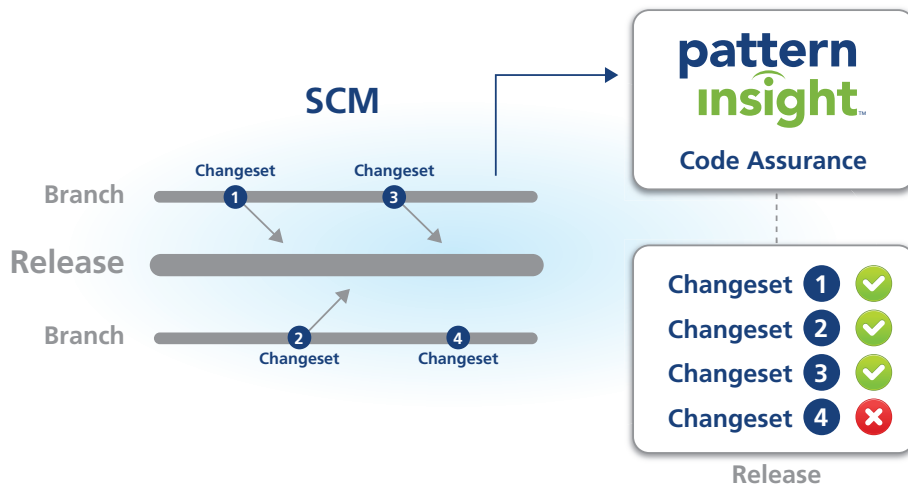 SCM
Changeset
Changeset
Branch
1
3
Release
Branch
2
4
Changeset
Changeset
pattern
insight™
Code Assurance
Changeset 1
Changeset 2
Changeset 3
Changeset 4
Release